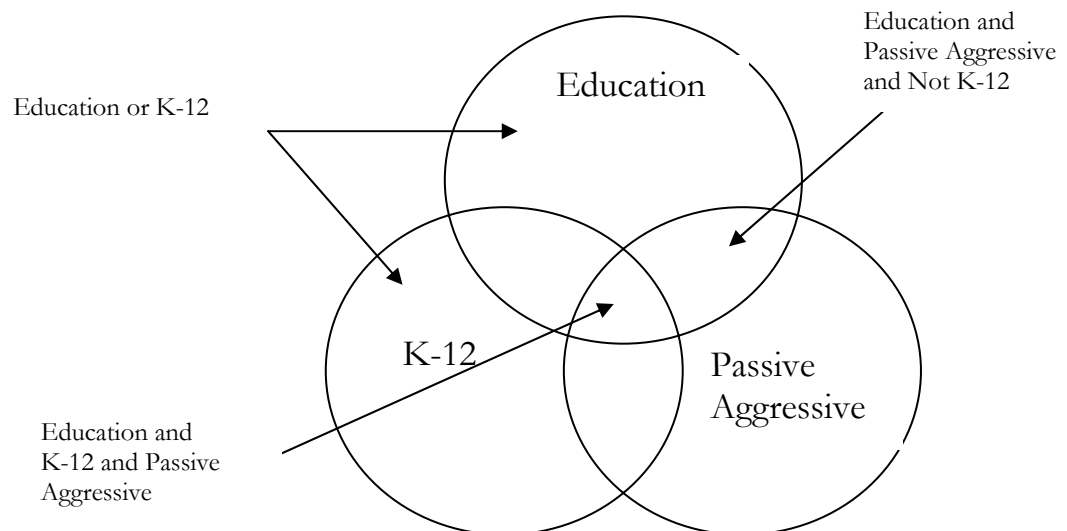 Education and
Passive Aggressive
and Not K-12
Education
Education or K-12
K-12
Passive
Aggressive
Education and
K-12 and Passive
Aggressive